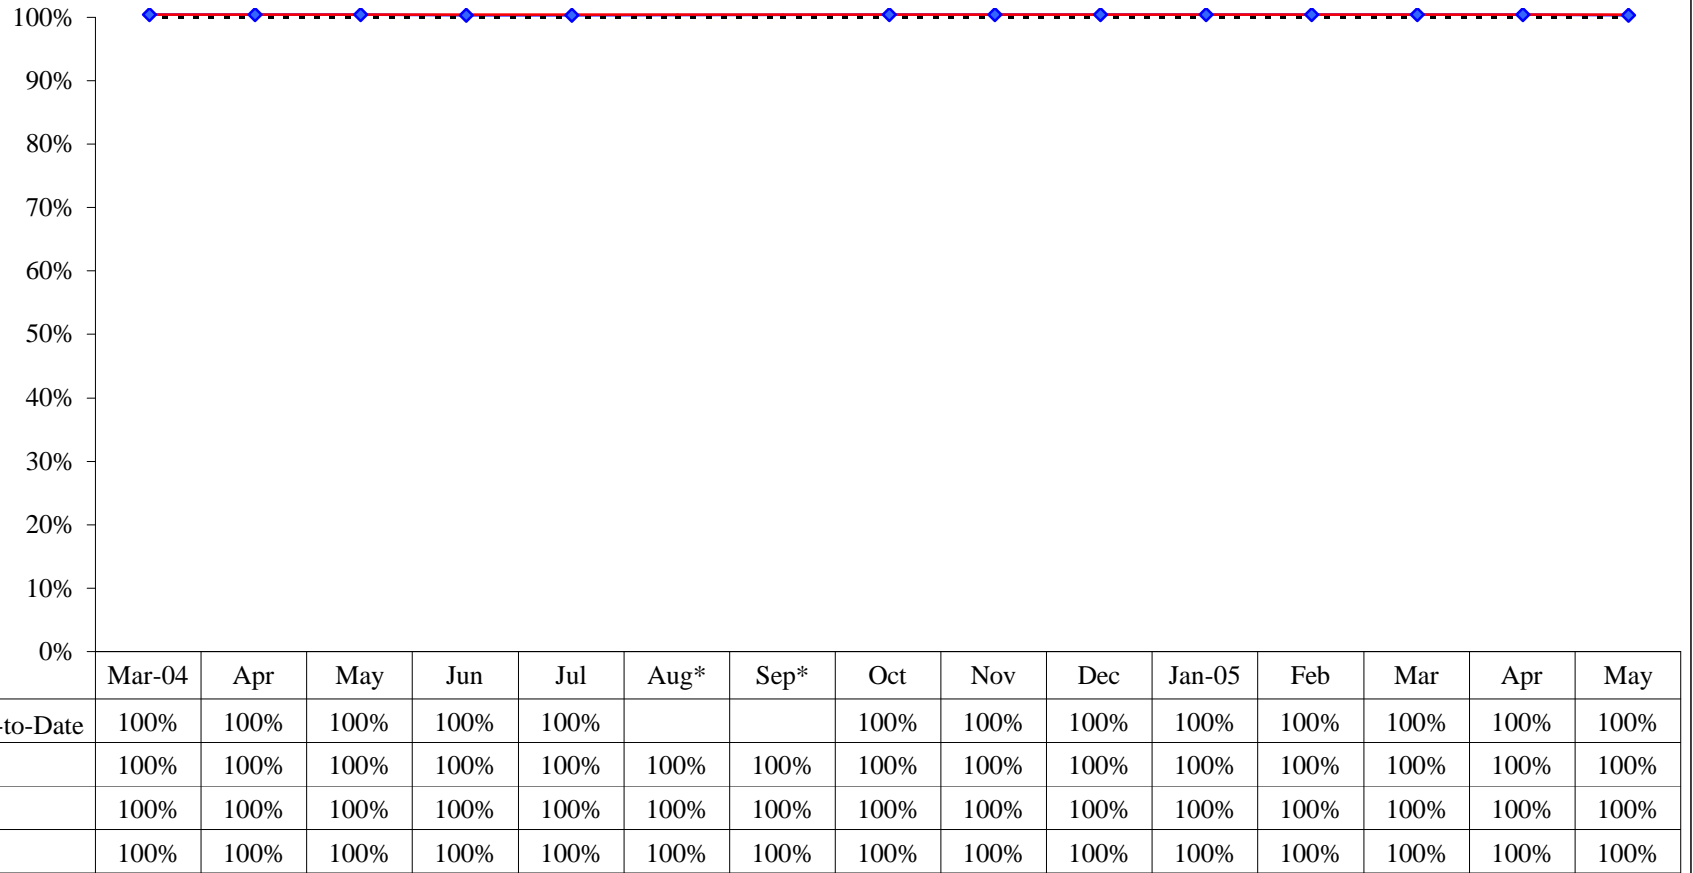 100%
90%
80%
70%
60%
50%
40%
30%
20%
10%
0%
Mar-04 Apr May Jun Jul Aug* Sep* Oct Nov Dec Jan-05 Feb Mar Apr May
-to-Date 100% 100% 100% 100% 100% 100% 100% 100% 100% 100% 100% 100% 100%
100% 100% 100% 100% 100% 100% 100% 100% 100% 100% 100% 100% 100% 100% 100%
100% 100% 100% 100% 100% 100% 100% 100% 100% 100% 100% 100% 100% 100% 100%
100% 100% 100% 100% 100% 100% 100% 100% 100% 100% 100% 100% 100% 100% 100%